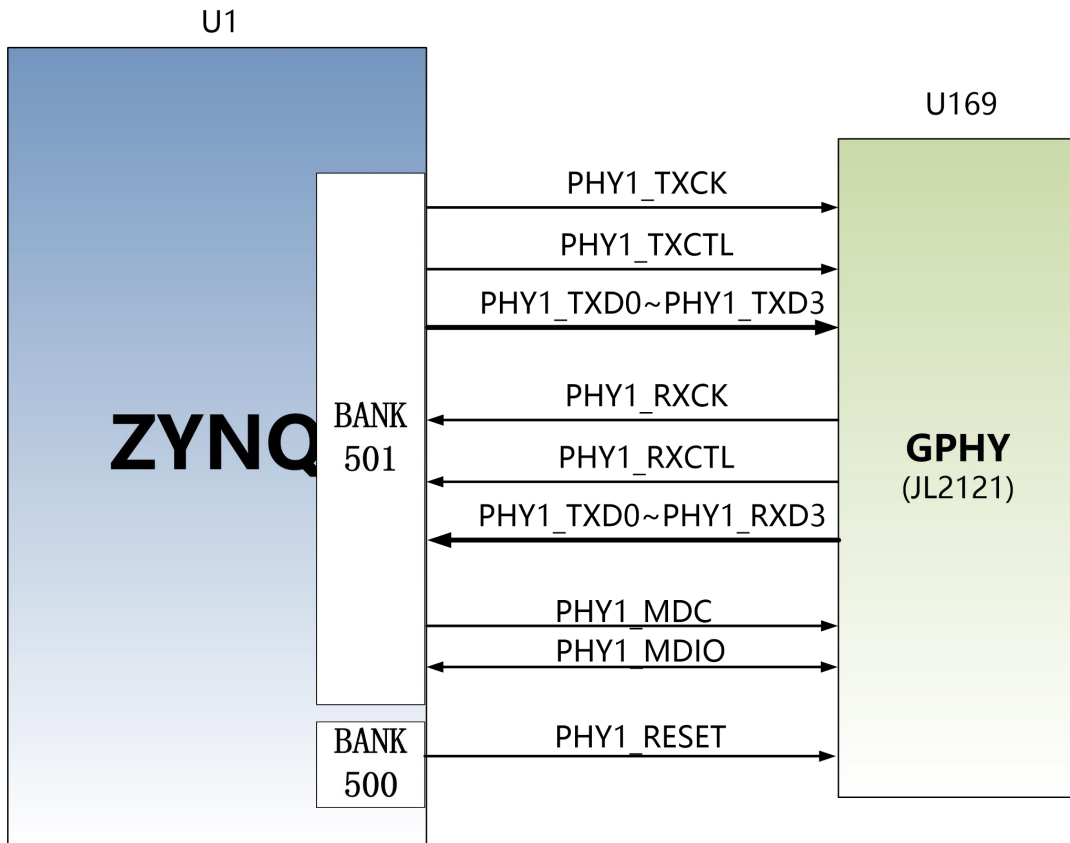 U1
U169
PHY1_TXCK
PHY1_TXCTL
PHY1_TXD0~PHY1_TXD3
PHY1_RXCK
PHY1_RXCTL
PHY1_TXD0~PHY1_RXD3
PHY1_MDC
PHY1_MDIO
PHY1_RESET
ZYNQ
BANK
501
BANK
500
GPHY
(JL2121)